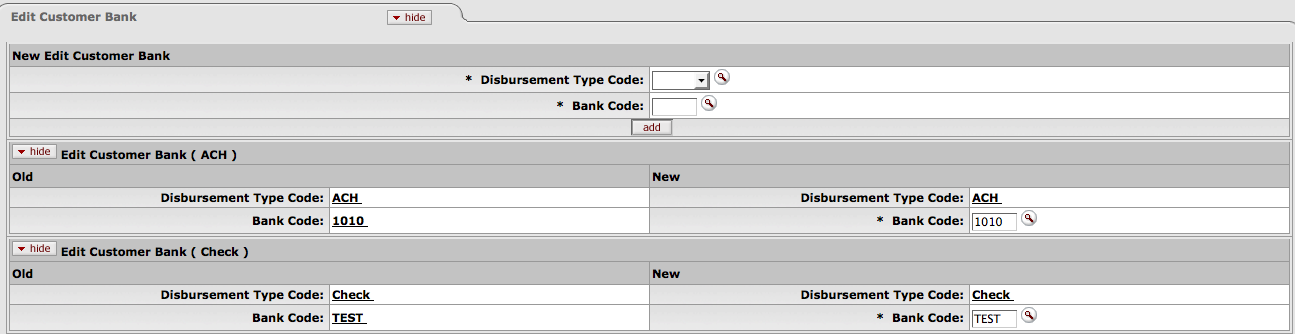 Edit Customer Bank hide
New Edit Customer Bank
* Disbursement Type Code:
* Bank Code:
add
hide Edit Customer Bank ( ACH )
Old New
Disbursement Type Code: ACH Disbursement Type Code: ACH
Bank Code: 1010 * Bank Code: 1010
hide Edit Customer Bank ( Check )
Old New
Disbursement Type Code: Check Disbursement Type Code: Check
Bank Code: TEST * Bank Code: TEST